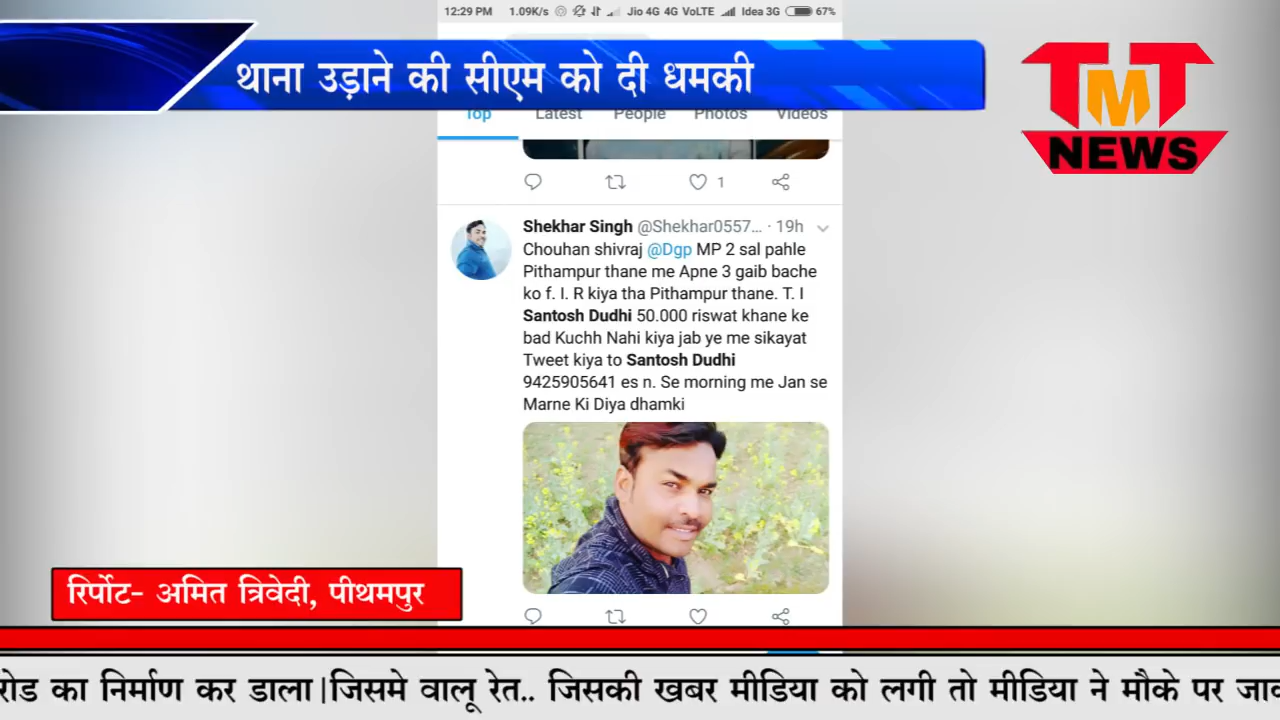 12:29 PM 1.09K/s Jio 4G 4G VoLTE Idea 3G 67%
थाना उड़ाने की सीएम को दी धमकी
TMT
NEWS
Top Latest People Photos Videos
1
Shekhar Singh @Shekhar0557... · 19h
Chouhan shivraj @Dgp MP 2 sal pahle
Pithampur thane me Apne 3 gaib bache
ko f. I. R kiya tha Pithampur thane. T. I
Santosh Dudhi 50.000 riswat khane ke
bad Kuchh Nahi kiya jab ye me sikayat
Tweet kiya to Santosh Dudhi
9425905641 es n. Se morning me Jan se
Marne Ki Diya dhamki
रिर्पोट- अमित त्रिवेदी, पीथमपुर
रोड का निर्माण कर डाला|जिसमे वालू रेत.. जिसकी खबर मीडिया को लगी तो मीडिया ने मौके पर